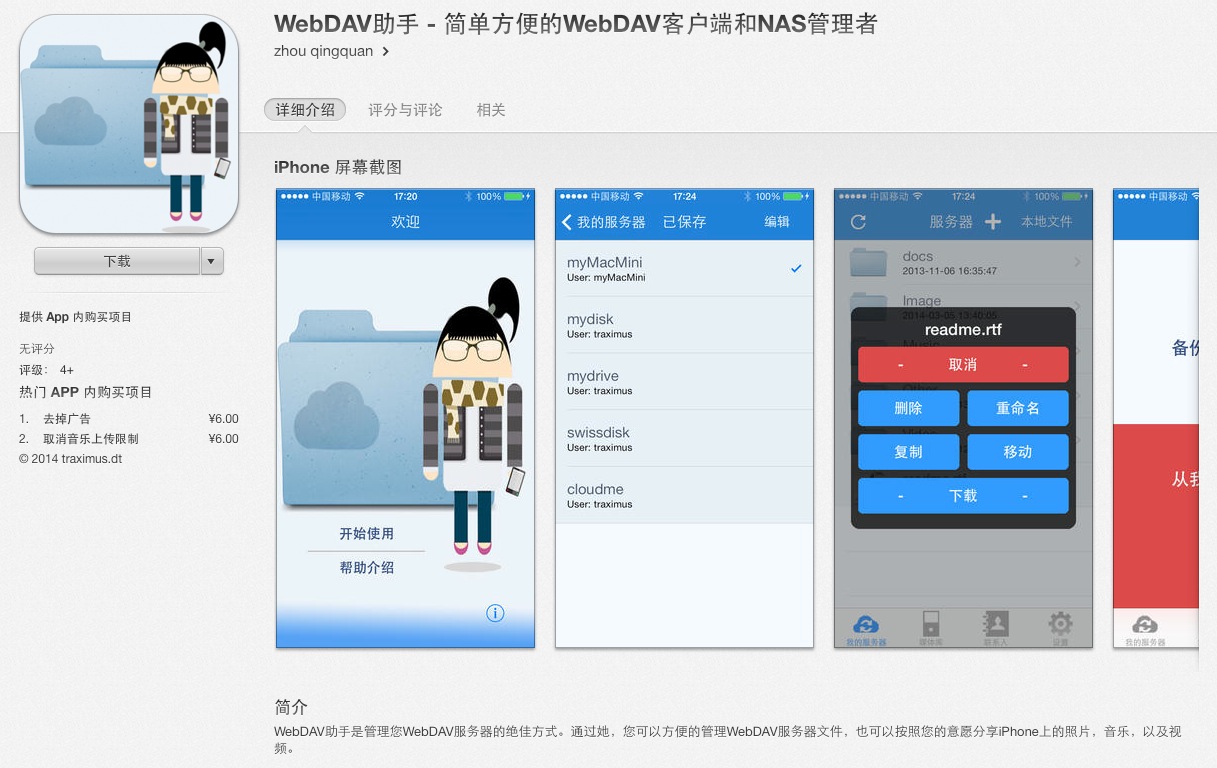 WebDAV助手 - 简单方便的WebDAV客户端和NAS管理者
zhou qingquan
详细介绍 评分与评论 相关
下载
提供 App 内购买项目
无评分
评级： 4+
热门 APP 内购买项目
1. 去掉广告 ¥6.00
2. 取消音乐上传限制 ¥6.00
© 2014 traximus.dt
iPhone 屏幕截图
中国移动 17:20 100%
欢迎
开始使用
帮助介绍
中国移动 17:24 100%
我的服务器 已保存 编辑
myMacMini
User: myMacMini
mydisk
User: traximus
mydrive
User: traximus
swissdisk
User: traximus
cloudme
User: traximus
中国移动 17:24 100%
服务器 本地文件
docs
2013-11-06 16:35:47
Image
2014-03-05 13:40:05
Music
readme.rtf
- 取消 -
删除 重命名
复制 移动
- 下载 -
我的服务器 媒体库 联系人 设置
中国移动
备份
从我
我的服务器
简介
WebDAV助手是管理您WebDAV服务器的绝佳方式。通过她，您可以方便的管理WebDAV服务器文件，也可以按照您的意愿分享iPhone上的照片，音乐，以及视
频。